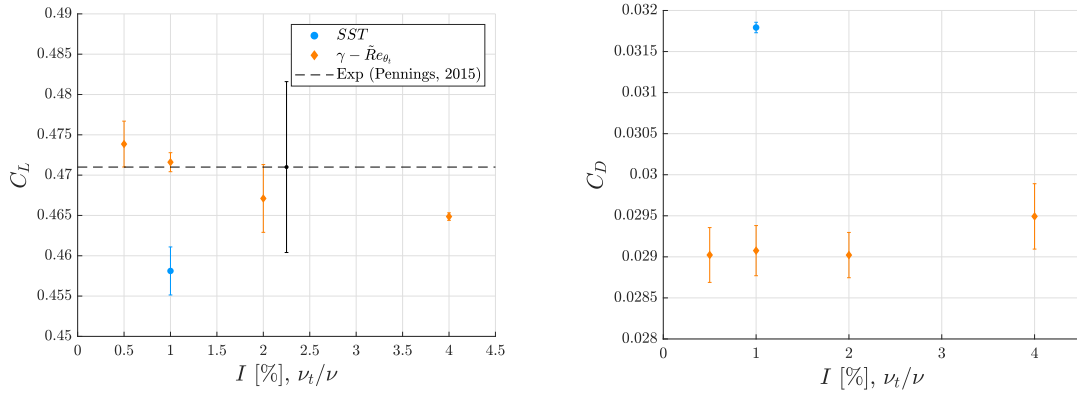 0.49
0.485
0.48
0.475
0.47
0.465
0.46
0.455
0.45
C_L
SST
γ − R̃e_θt
Exp (Pennings, 2015)
0 0.5 1 1.5 2 2.5 3 3.5 4 4.5
I [%], ν_t/ν
0.032
0.0315
0.031
0.0305
0.03
0.0295
0.029
0.0285
0.028
C_D
0 1 2 3 4
I [%], ν_t/ν